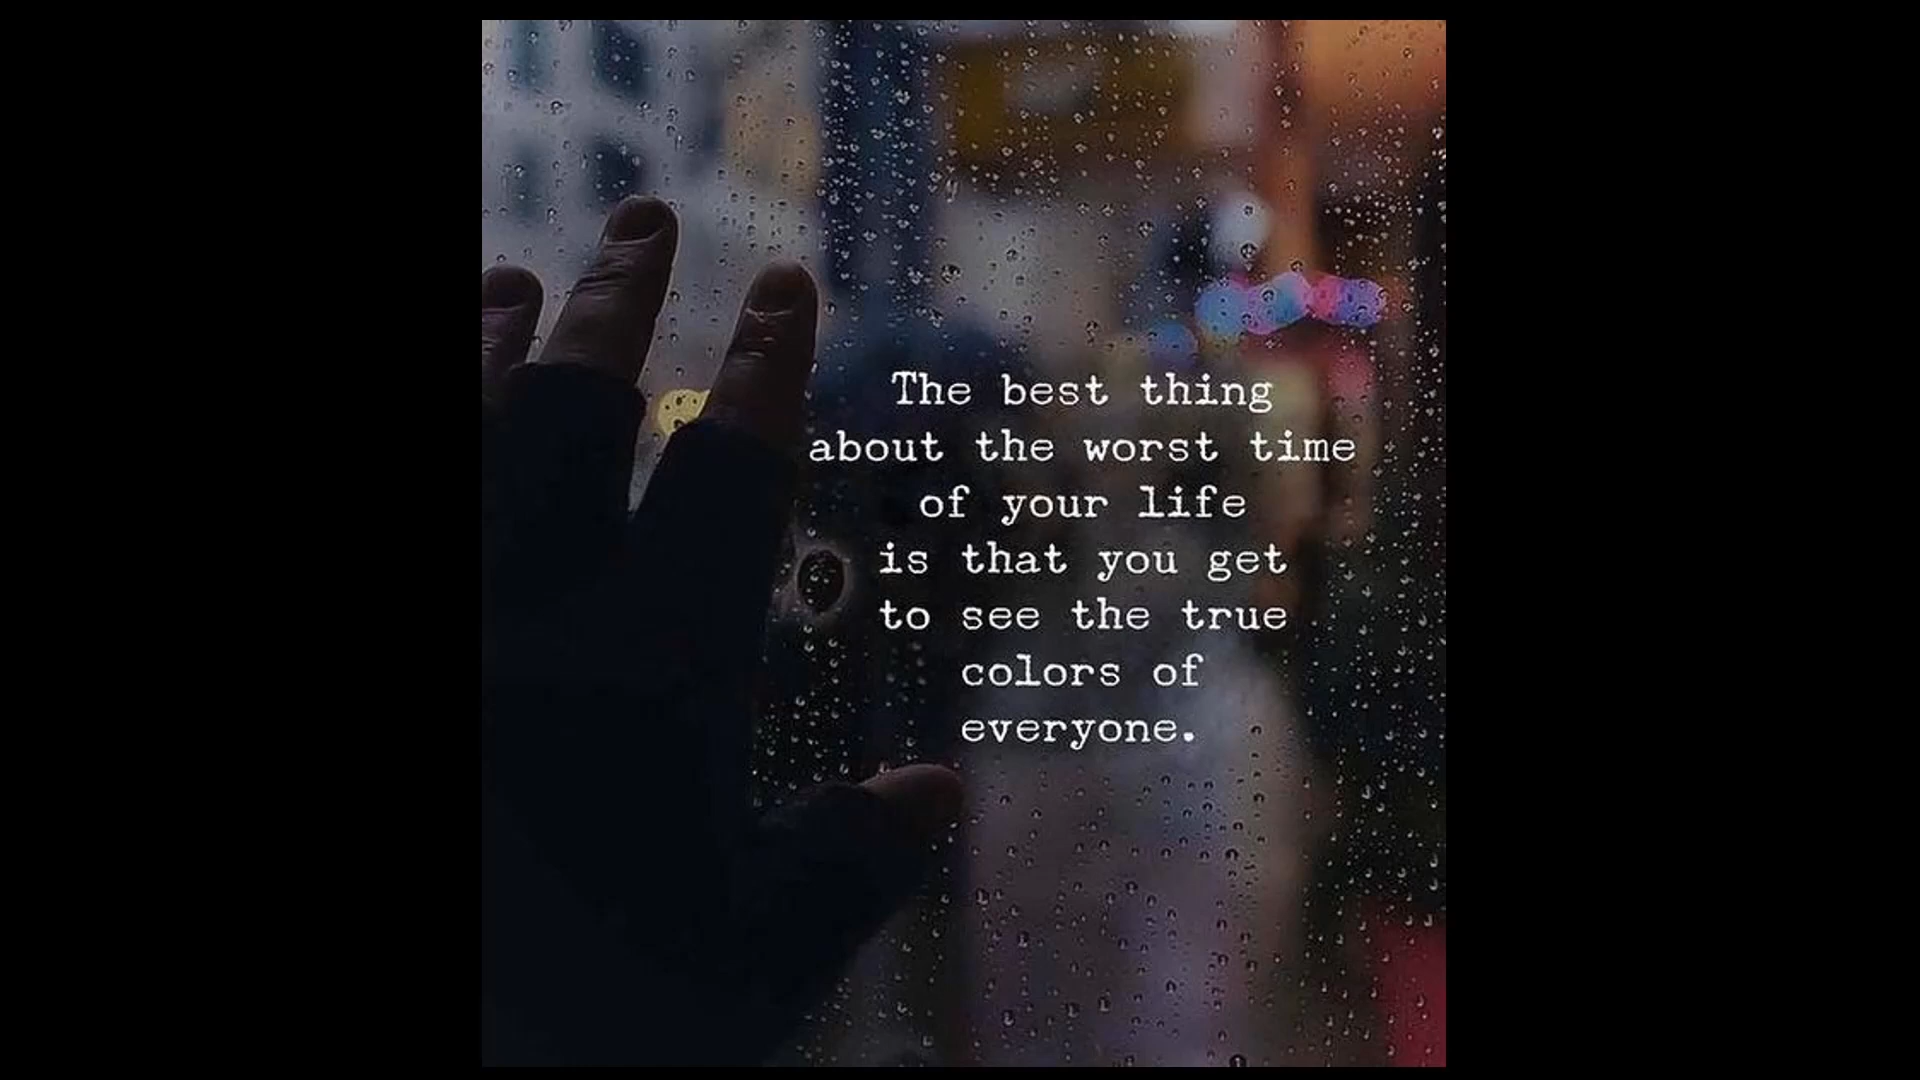 The best thing
about the worst time
of your life
is that you get
to see the true
colors of
everyone.